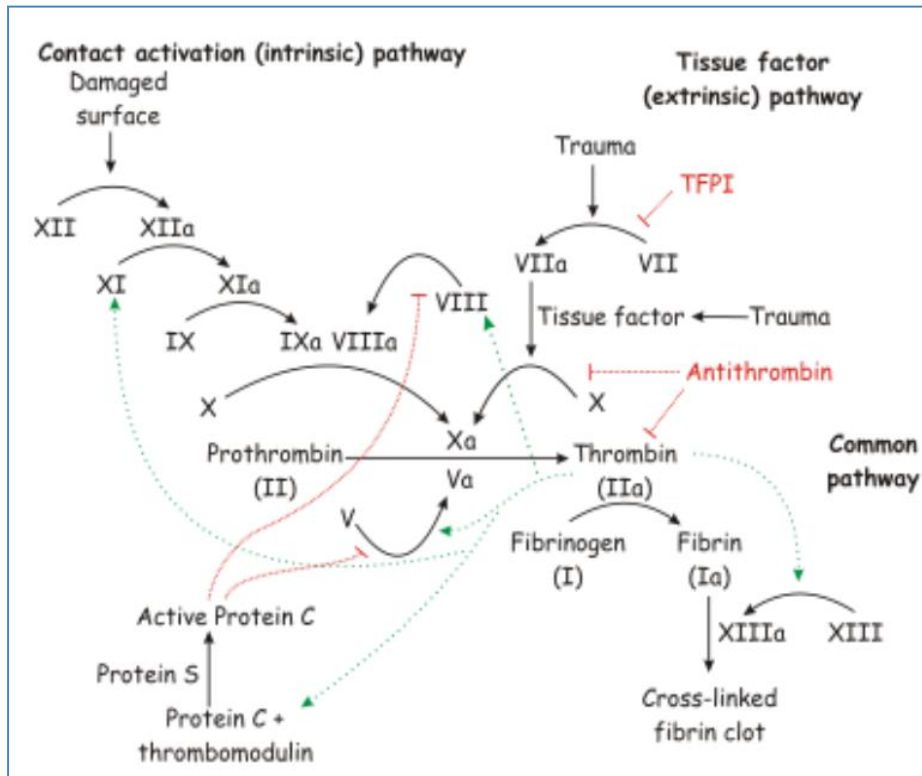 Contact activation (intrinsic) pathway
Damaged
surface
Tissue factor
(extrinsic) pathway
Trauma
TFPI
XII
XIIa
VIIa
VII
XI
XIa
VIII
Tissue factor
Trauma
IX
IXa VIIIa
X
X
Antithrombin
Xa
Prothrombin
(II)
Va
Thrombin
(IIa)
Common
pathway
V
Fibrinogen
(I)
Fibrin
(Ia)
Active Protein C
XIIIa
XIII
Protein S
Protein C +
thrombomodulin
Cross-linked
fibrin clot